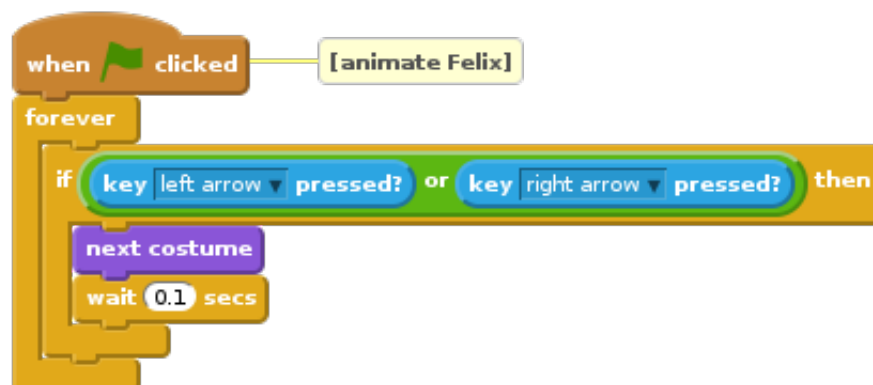 when clicked [animate Felix]
forever
if key left arrow pressed? or key right arrow pressed? then
next costume
wait 0.1 secs